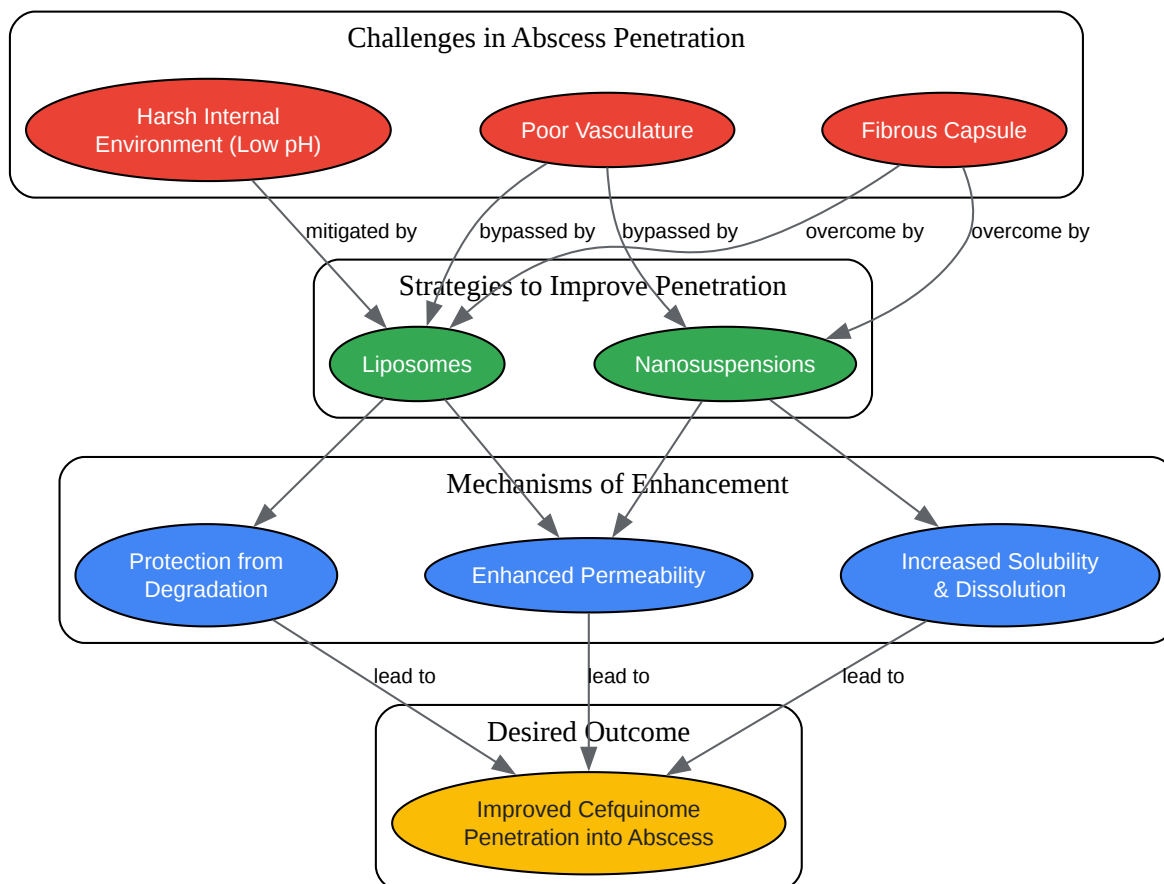 Challenges in Abscess Penetration
Harsh Internal
Environment (Low pH)
Poor Vasculature
Fibrous Capsule
mitigated by
bypassed by
bypassed by
overcome by
overcome by
Strategies to Improve Penetration
Liposomes
Nanosuspensions
Mechanisms of Enhancement
Protection from
Degradation
Enhanced Permeability
Increased Solubility
& Dissolution
lead to
lead to
lead to
Desired Outcome
Improved Cefquinome
Penetration into Abscess